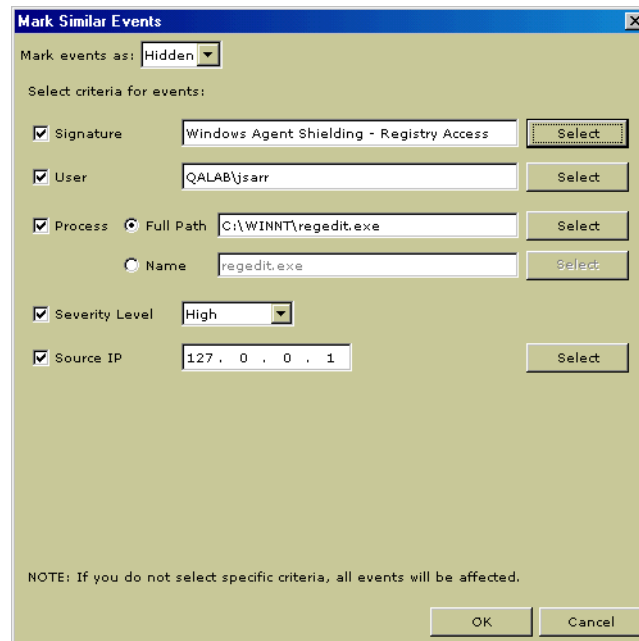 Mark Similar Events
Mark events as: Hidden
Select criteria for events:
Signature Windows Agent Shielding - Registry Access Select
User QALAB\jsarr Select
Process Full Path C:\WINNT\regedit.exe Select
Name regedit.exe Select
Severity Level High
Source IP 127 . 0 . 0 . 1 Select
NOTE: If you do not select specific criteria, all events will be affected.
OK Cancel